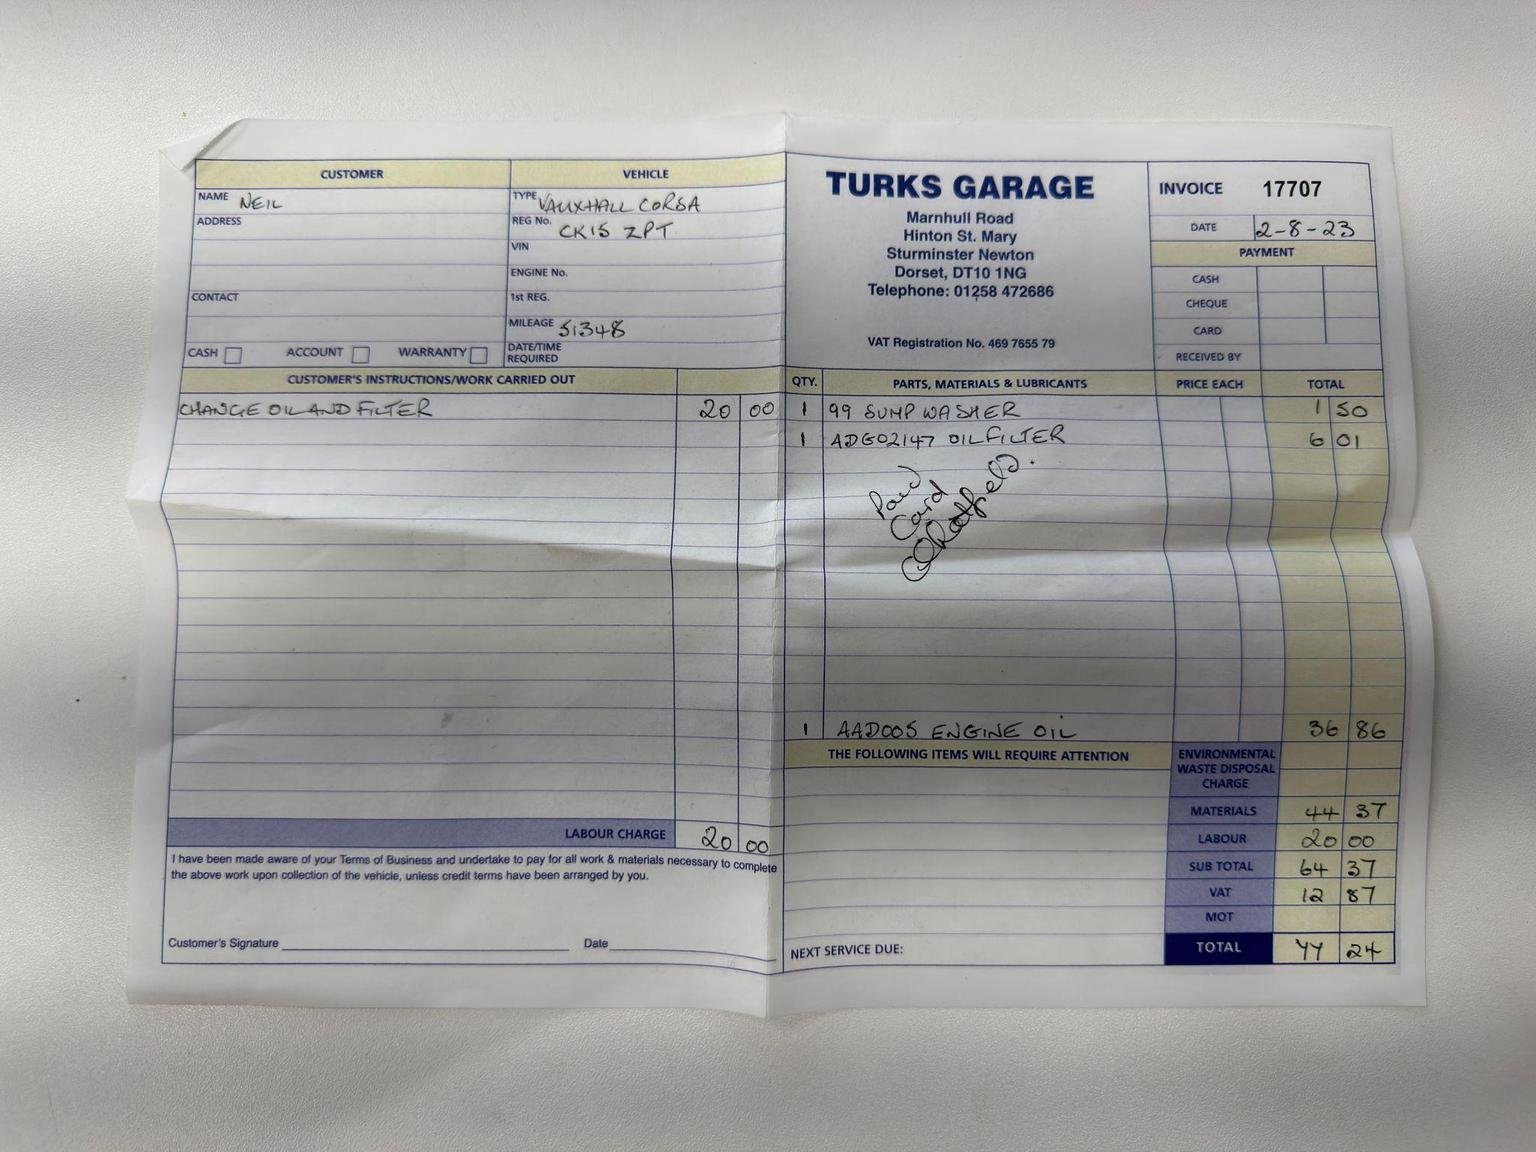 CUSTOMER
NAME NEIL
ADDRESS
CONTACT
CASH ACCOUNT WARRANTY
VEHICLE
TYPE VAUXHALL CORSA
REG No. CK15 ZPT
VIN
ENGINE No.
1st REG.
MILEAGE 51348
DATE/TIME
REQUIRED
TURKS GARAGE
Marnhull Road
Hinton St. Mary
Sturminster Newton
Dorset, DT10 1NG
Telephone: 01258 472686
VAT Registration No. 469 7655 79
INVOICE 17707
DATE 2-8-23
PAYMENT
CASH
CHEQUE
CARD
RECEIVED BY
CUSTOMER'S INSTRUCTIONS/WORK CARRIED OUT
CHANGE OIL AND FILTER 20 00
LABOUR CHARGE 20 00
I have been made aware of your Terms of Business and undertake to pay for all work & materials necessary to complete
the above work upon collection of the vehicle, unless credit terms have been arranged by you.
Customer's Signature Date
QTY. PARTS, MATERIALS & LUBRICANTS PRICE EACH TOTAL
1 99 SUMP WASHER 1 50
1 ADG02147 OIL FILTER 6 01
Paid
Card
1 AAD005 ENGINE OIL 36 86
THE FOLLOWING ITEMS WILL REQUIRE ATTENTION
NEXT SERVICE DUE:
ENVIRONMENTAL
WASTE DISPOSAL
CHARGE
MATERIALS 44 37
LABOUR 20 00
SUB TOTAL 64 37
VAT 12 87
MOT
TOTAL 77 24